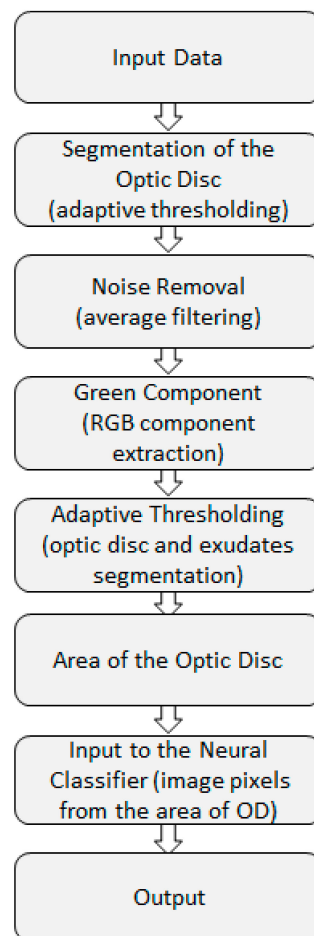 Input Data
Segmentation of the
Optic Disc
(adaptive thresholding)
Noise Removal
(average filtering)
Green Component
(RGB component
extraction)
Adaptive Thresholding
(optic disc and exudates
segmentation)
Area of the Optic Disc
Input to the Neural
Classifier (image pixels
from the area of OD)
Output